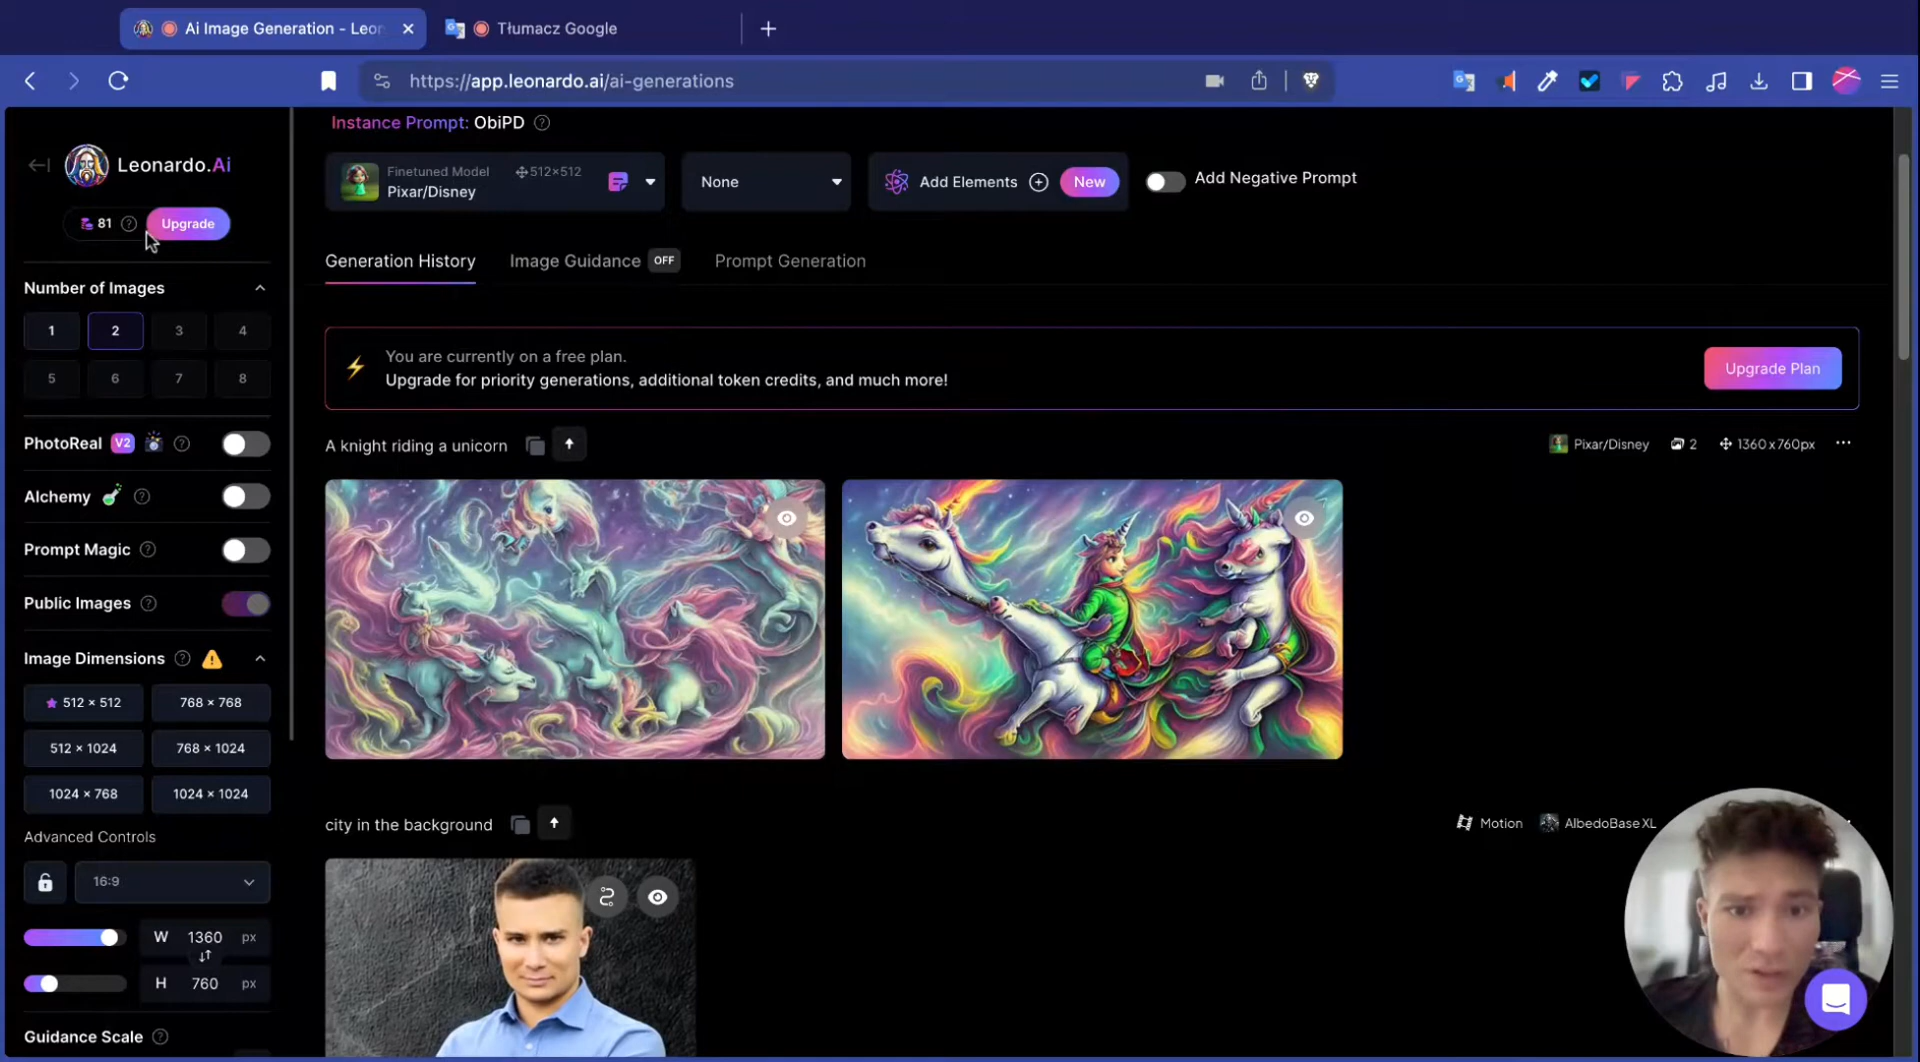 Ai Image Generation - Leon
Tłumacz Google
https://app.leonardo.ai/ai-generations
Leonardo.Ai
81
Upgrade
Number of Images
1 2 3 4
5 6 7 8
PhotoReal V2
Alchemy
Prompt Magic
Public Images
Image Dimensions
512 × 512 768 × 768
512 × 1024 768 × 1024
1024 × 768 1024 × 1024
Advanced Controls
16:9
W 1360 px
H 760 px
Guidance Scale
Instance Prompt: ObiPD
Finetuned Model 512×512
Pixar/Disney
None
Add Elements New
Add Negative Prompt
Generation History
Image Guidance OFF
Prompt Generation
You are currently on a free plan.
Upgrade for priority generations, additional token credits, and much more!
Upgrade Plan
A knight riding a unicorn
Pixar/Disney 2 1360 x 760px
city in the background
Motion AlbedoBase XL